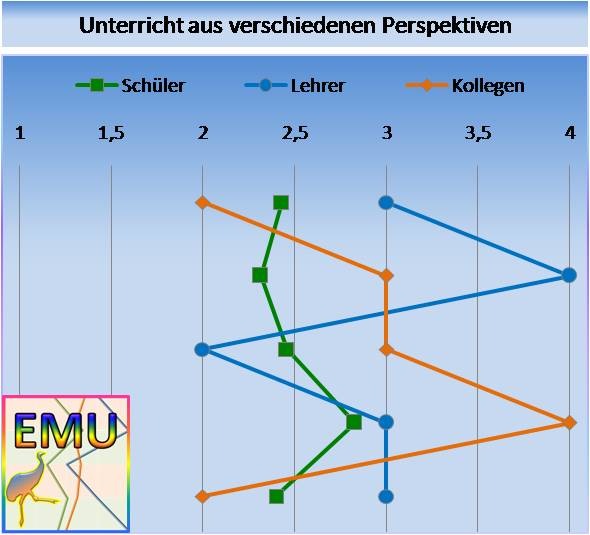 Unterricht aus verschiedenen Perspektiven
Schüler Lehrer Kollegen
1 1,5 2 2,5 3 3,5 4
EMU